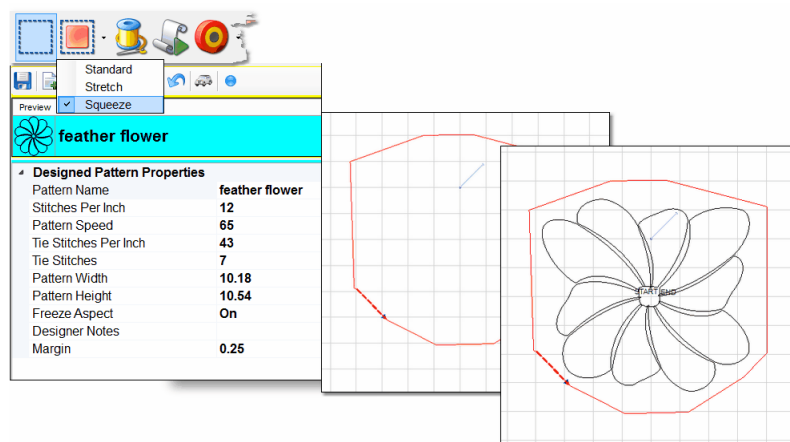 Standard
Stretch
Squeeze
Preview
feather flower
Designed Pattern Properties
Pattern Name feather flower
Stitches Per Inch 12
Pattern Speed 65
Tie Stitches Per Inch 43
Tie Stitches 7
Pattern Width 10.18
Pattern Height 10.54
Freeze Aspect On
Designer Notes
Margin 0.25
START END